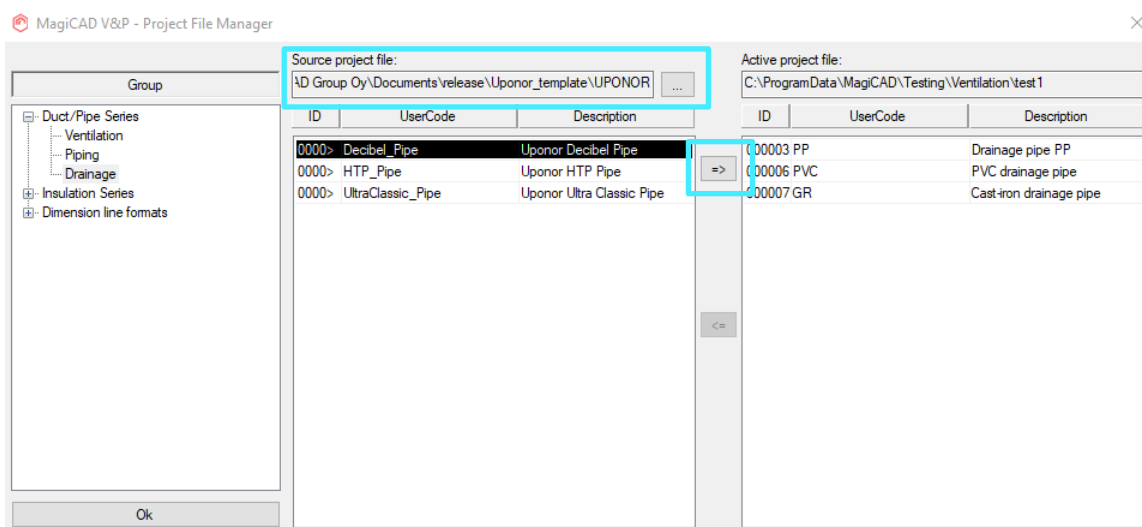 MagiCAD V&P - Project File Manager
Group
Duct/Pipe Series
Ventilation
Piping
Drainage
Insulation Series
Dimension line formats
Ok
Source project file:
AD Group Oy\Documents\release\Uponor_template\UPONOR ...
ID UserCode Description
0000> Decibel_Pipe Uponor Decibel Pipe
0000> HTP_Pipe Uponor HTP Pipe
0000> UltraClassic_Pipe Uponor Ultra Classic Pipe
=>
<=
Active project file:
C:\ProgramData\MagiCAD\Testing\Ventilation\test1
ID UserCode Description
000003 PP Drainage pipe PP
000006 PVC PVC drainage pipe
000007 GR Cast-iron drainage pipe